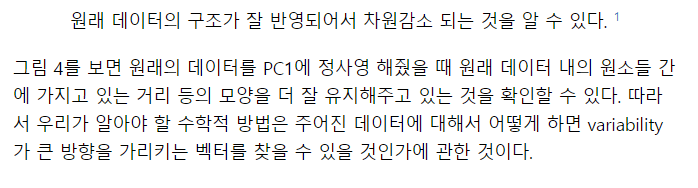 원래 데이터의 구조가 잘 반영되어서 차원감소 되는 것을 알 수 있다. 1
그림 4를 보면 원래의 데이터를 PC1에 정사영 해줬을 때 원래 데이터 내의 원소들 간
에 가지고 있는 거리 등의 모양을 더 잘 유지해주고 있는 것을 확인할 수 있다. 따라
서 우리가 알아야 할 수학적 방법은 주어진 데이터에 대해서 어떻게 하면 variability
가 큰 방향을 가리키는 벡터를 찾을 수 있을 것인가에 관한 것이다.